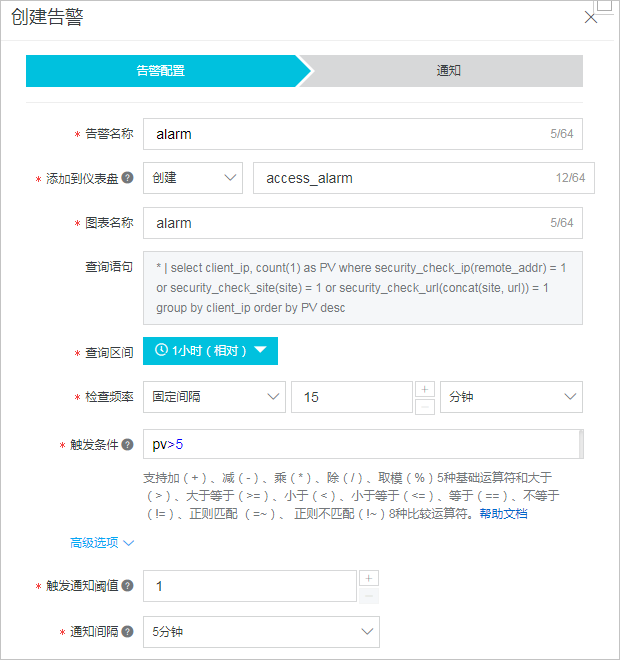 创建告警
告警配置
通知
* 告警名称 alarm 5/64
* 添加到仪表盘 ? 创建 access_alarm 12/64
* 图表名称 alarm 5/64
查询语句 * | select client_ip, count(1) as PV where security_check_ip(remote_addr) = 1
or security_check_site(site) = 1 or security_check_url(concat(site, url)) = 1
group by client_ip order by PV desc
* 查询区间 1小时（相对）
* 检查频率 固定间隔 15 + − 分钟
* 触发条件 ? pv>5
支持加（+）、减（-）、乘（*）、除（/）、取模（%）5种基础运算符和大于
（>）、大于等于（>=）、小于（<）、小于等于（<=）、等于（==）、不等于
（!=）、正则匹配 （=~）、 正则不匹配（!~）8种比较运算符。帮助文档
高级选项
* 触发通知阈值 ? 1 + −
* 通知间隔 ? 5分钟